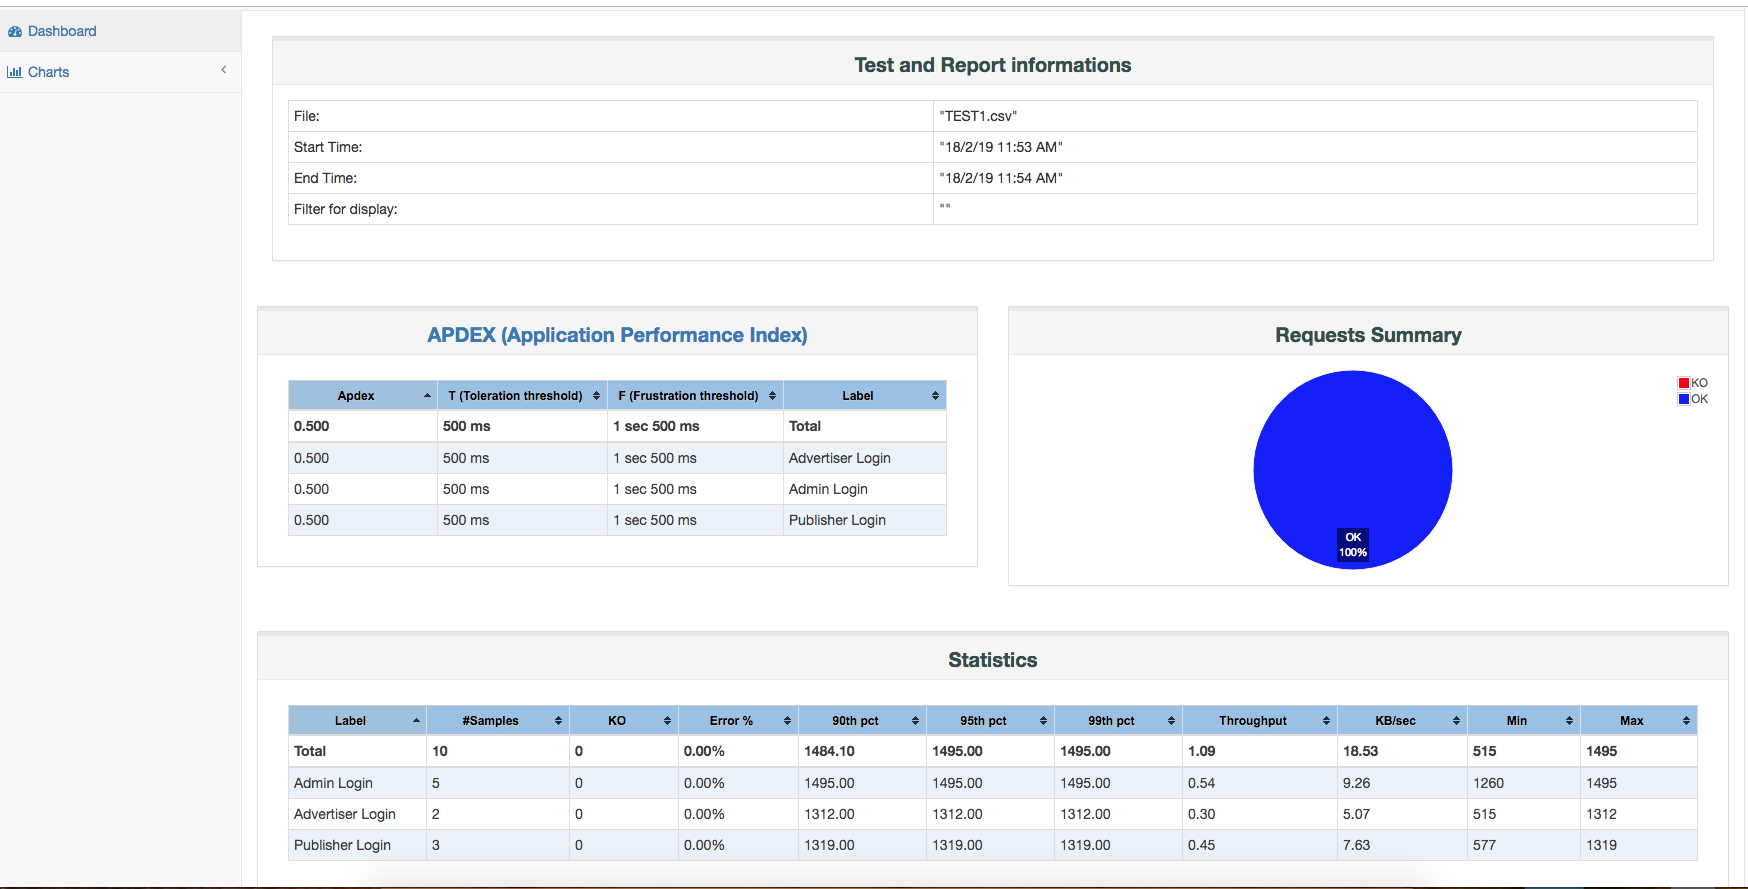 Dashboard
Charts
Test and Report informations
File: "TEST1.csv"
Start Time: "18/2/19 11:53 AM"
End Time: "18/2/19 11:54 AM"
Filter for display: ""
APDEX (Application Performance Index)
Apdex T (Toleration threshold) F (Frustration threshold) Label
0.500 500 ms 1 sec 500 ms Total
0.500 500 ms 1 sec 500 ms Advertiser Login
0.500 500 ms 1 sec 500 ms Admin Login
0.500 500 ms 1 sec 500 ms Publisher Login
Requests Summary
KO
OK
OK
100%
Statistics
Label #Samples KO Error % 90th pct 95th pct 99th pct Throughput KB/sec Min Max
Total 10 0 0.00% 1484.10 1495.00 1495.00 1.09 18.53 515 1495
Admin Login 5 0 0.00% 1495.00 1495.00 1495.00 0.54 9.26 1260 1495
Advertiser Login 2 0 0.00% 1312.00 1312.00 1312.00 0.30 5.07 515 1312
Publisher Login 3 0 0.00% 1319.00 1319.00 1319.00 0.45 7.63 577 1319